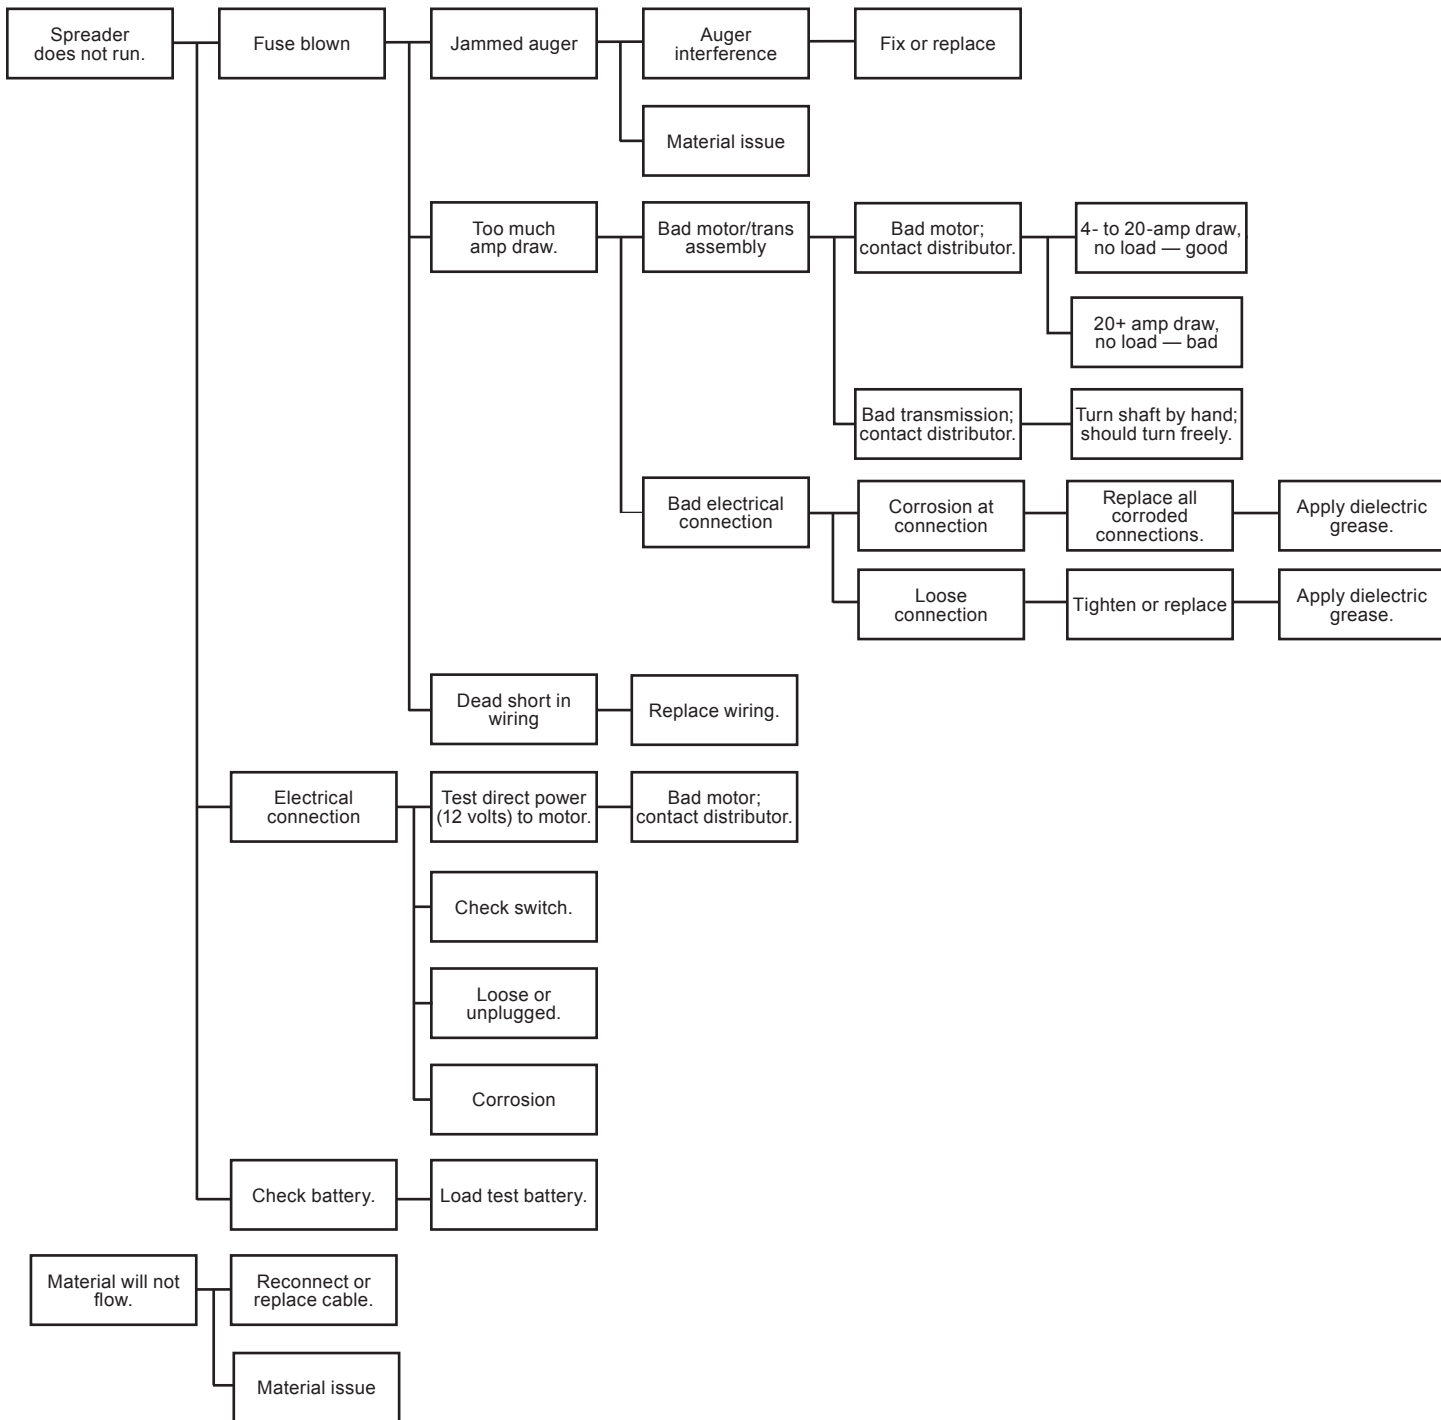 Spreader
does not run.
Fuse blown
Jammed auger
Auger
interference
Fix or replace
Material issue
Too much
amp draw.
Bad motor/trans
assembly
Bad motor;
contact distributor.
4- to 20-amp draw,
no load — good
20+ amp draw,
no load — bad
Bad transmission;
contact distributor.
Turn shaft by hand;
should turn freely.
Bad electrical
connection
Corrosion at
connection
Replace all
corroded
connections.
Apply dielectric
grease.
Loose
connection
Tighten or replace
Apply dielectric
grease.
Dead short in
wiring
Replace wiring.
Electrical
connection
Test direct power
(12 volts) to motor.
Bad motor;
contact distributor.
Check switch.
Loose or
unplugged.
Corrosion
Check battery.
Load test battery.
Material will not
flow.
Reconnect or
replace cable.
Material issue